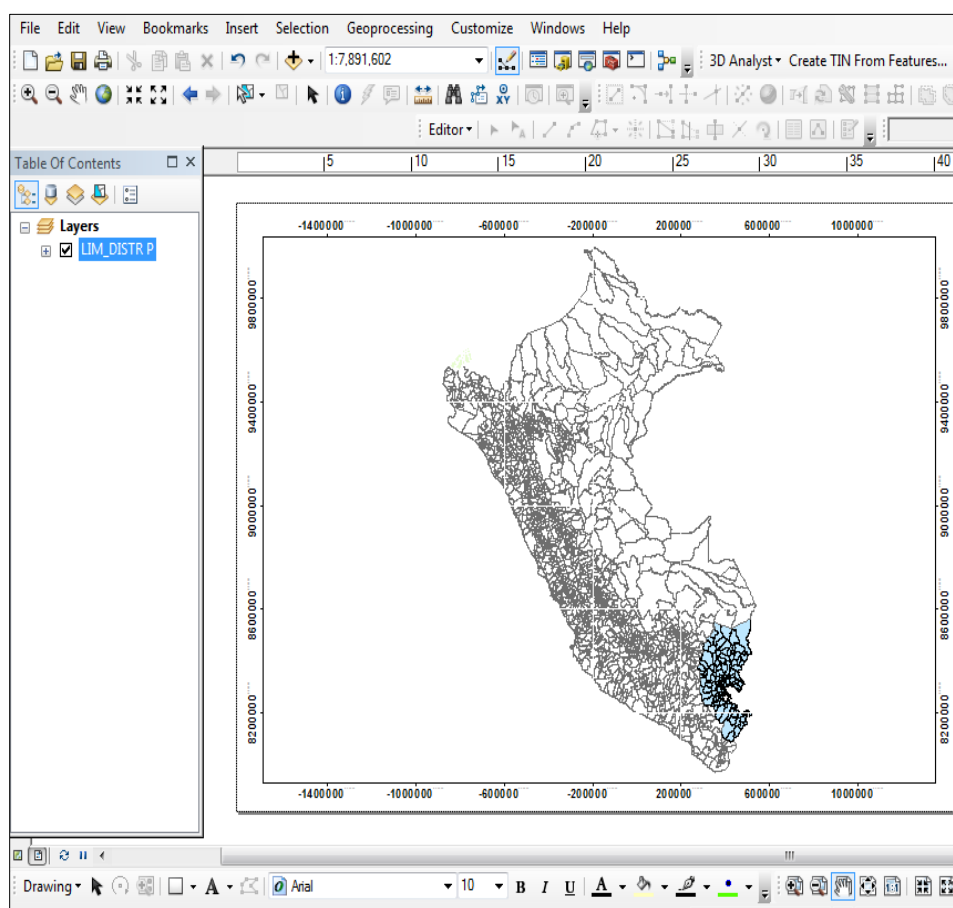 File Edit View Bookmarks Insert Selection Geoprocessing Customize Windows Help
1:7,891,602 3D Analyst Create TIN From Features...
Editor
Table Of Contents
5 10 15 20 25 30 35 40
Layers
LIM_DISTR P
-1400000 -1000000 -600000 -200000 200000 600000 1000000
9800000 9800000
9400000 9400000
9000000 9000000
8600000 8600000
8200000 8200000
-1400000 -1000000 -600000 -200000 200000 600000 1000000
Drawing A Arial 10 B I U A